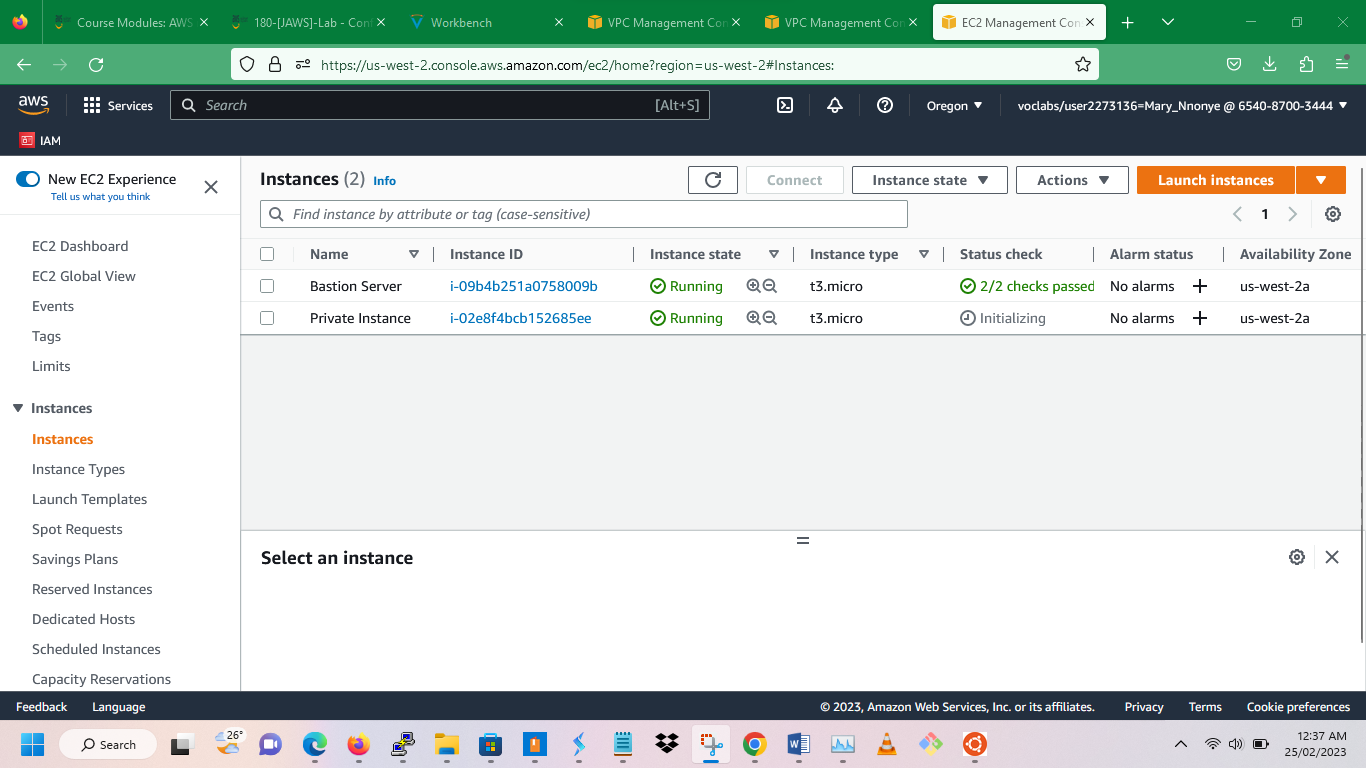 Course Modules: AWS
180-[JAWS]-Lab - Con
Workbench
VPC Management Con
VPC Management Con
EC2 Management Con
https://us-west-2.console.aws.amazon.com/ec2/home?region=us-west-2#Instances:
aws
Services
Search
[Alt+S]
Oregon
voclabs/user2273136=Mary_Nnonye @ 6540-8700-3444
IAM
New EC2 Experience
Tell us what you think
EC2 Dashboard
EC2 Global View
Events
Tags
Limits
Instances
Instances
Instance Types
Launch Templates
Spot Requests
Savings Plans
Reserved Instances
Dedicated Hosts
Scheduled Instances
Capacity Reservations
Instances (2) Info
Connect
Instance state
Actions
Launch instances
Find instance by attribute or tag (case-sensitive)
1
Name Instance ID Instance state Instance type Status check Alarm status Availability Zone
Bastion Server i-09b4b251a0758009b Running t3.micro 2/2 checks passed No alarms us-west-2a
Private Instance i-02e8f4bcb152685ee Running t3.micro Initializing No alarms us-west-2a
Select an instance
Feedback Language © 2023, Amazon Web Services, Inc. or its affiliates. Privacy Terms Cookie preferences
Search
26°
12:37 AM
25/02/2023